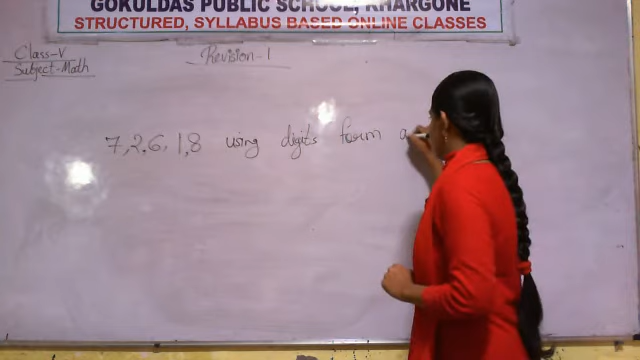 GOKULDAS PUBLIC SCHOOL, KHARGONE
STRUCTURED, SYLLABUS BASED ONLINE CLASSES
Class-V
Subject-Math
Revision-1
7,2,6,1,8 using digits form a